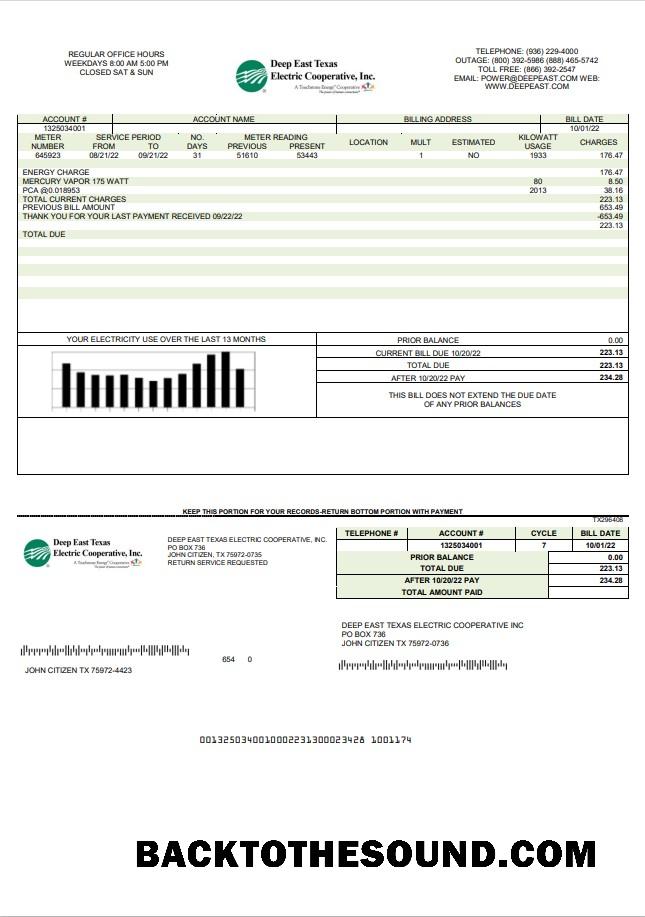 REGULAR OFFICE HOURS
WEEKDAYS 8:00 AM 5:00 PM
CLOSED SAT & SUN
Deep East Texas
Electric Cooperative, Inc.
A Touchstone Energy® Cooperative
TELEPHONE: (936) 229-4000
OUTAGE: (800) 392-5986 (888) 465-5742
TOLL FREE: (866) 392-2547
EMAIL: POWER@DEEPEAST.COM WEB:
WWW.DEEPEAST.COM
ACCOUNT # ACCOUNT NAME BILLING ADDRESS BILL DATE
1325034001 10/01/22
METER NUMBER SERVICE PERIOD FROM TO NO. DAYS METER READING PREVIOUS PRESENT LOCATION MULT ESTIMATED KILOWATT USAGE CHARGES
645923 08/21/22 09/21/22 31 51610 53443 1 NO 1933 176.47
ENERGY CHARGE 176.47
MERCURY VAPOR 175 WATT 80 8.50
PCA @0.018953 2013 38.16
TOTAL CURRENT CHARGES 223.13
PREVIOUS BILL AMOUNT 653.49
THANK YOU FOR YOUR LAST PAYMENT RECEIVED 09/22/22 -653.49
223.13
TOTAL DUE
YOUR ELECTRICITY USE OVER THE LAST 13 MONTHS
PRIOR BALANCE 0.00
CURRENT BILL DUE 10/20/22 223.13
TOTAL DUE 223.13
AFTER 10/20/22 PAY 234.28
THIS BILL DOES NOT EXTEND THE DUE DATE
OF ANY PRIOR BALANCES
KEEP THIS PORTION FOR YOUR RECORDS-RETURN BOTTOM PORTION WITH PAYMENT
TX296408
Deep East Texas
Electric Cooperative, Inc.
A Touchstone Energy® Cooperative
DEEP EAST TEXAS ELECTRIC COOPERATIVE, INC.
PO BOX 736
JOHN CITIZEN, TX 75972-0735
RETURN SERVICE REQUESTED
TELEPHONE # ACCOUNT # CYCLE BILL DATE
1325034001 7 10/01/22
PRIOR BALANCE 0.00
TOTAL DUE 223.13
AFTER 10/20/22 PAY 234.28
TOTAL AMOUNT PAID
DEEP EAST TEXAS ELECTRIC COOPERATIVE INC
PO BOX 736
JOHN CITIZEN TX 75972-0736
654 0
JOHN CITIZEN TX 75972-4423
0013250340010002231300023428 1001174
BACKTOTHESOUND.COM